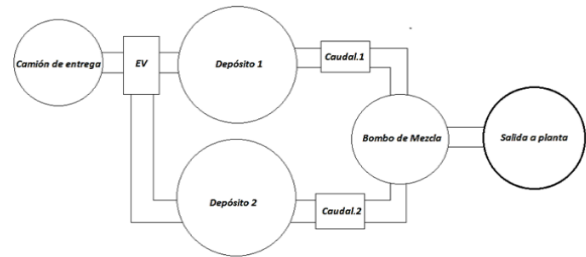 Camión de entrega
EV
Depósito 1
Caudal.1
Bombo de Mezcla
Salida a planta
Depósito 2
Caudal.2